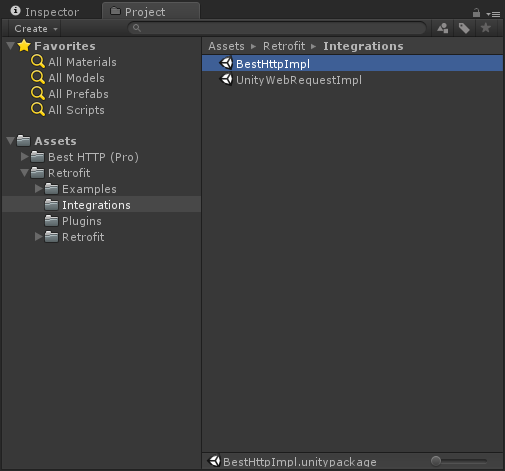 Inspector
Project
Create
Favorites
All Materials
All Models
All Prefabs
All Scripts
Assets
Best HTTP (Pro)
Retrofit
Examples
Integrations
Plugins
Retrofit
Assets ▸ Retrofit ▸ Integrations
BestHttpImpl
UnityWebRequestImpl
BestHttpImpl.unitypackage